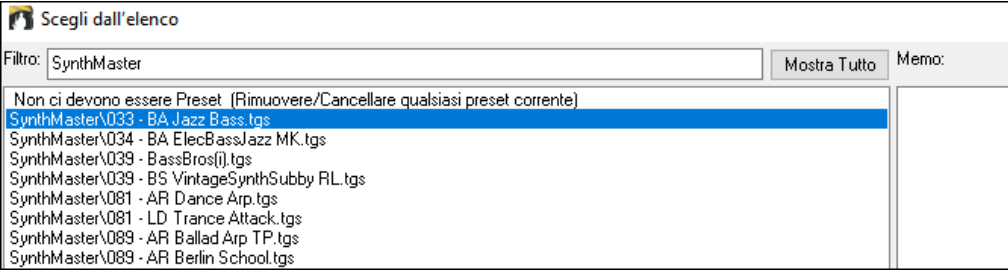 Scegli dall'elenco
Filtro: SynthMaster Mostra Tutto Memo:
Non ci devono essere Preset (Rimuovere/Cancellare qualsiasi preset corrente)
SynthMaster\033 - BA Jazz Bass.tgs
SynthMaster\034 - BA ElecBassJazz MK.tgs
SynthMaster\039 - BassBros(i).tgs
SynthMaster\039 - BS VintageSynthSubby RL.tgs
SynthMaster\081 - AR Dance Arp.tgs
SynthMaster\081 - LD Trance Attack.tgs
SynthMaster\089 - AR Ballad Arp TP.tgs
SynthMaster\089 - AR Berlin School.tgs